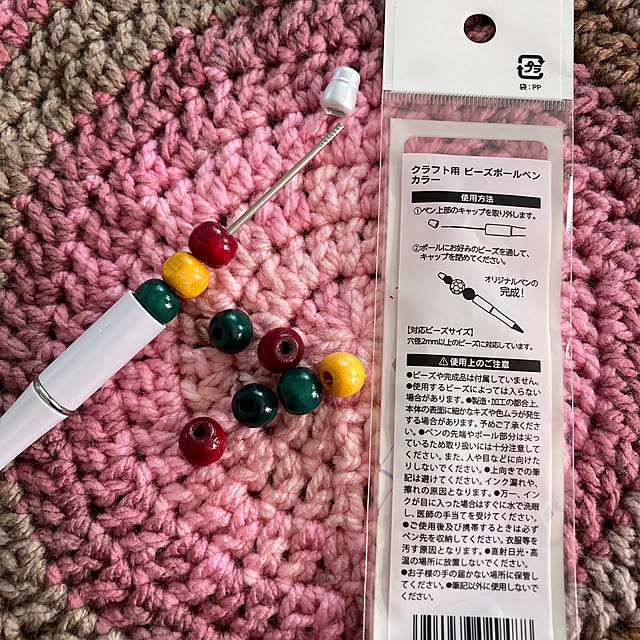 プラ
袋:PP
クラフト用 ビーズボールペン
カラー
使用方法
①ペン上部のキャップを取り外します。
②ポールにお好みのビーズを通して、
キャップを閉めてください。
オリジナルペンの
完成!
【対応ビーズサイズ】
穴径2mm以上のビーズに対応しています。
⚠使用上のご注意
●ビーズや完成品は付属していません。
●使用するビーズによっては入らない
場合があります。●製造・加工の都合上、
本体の表面に細かなキズや色ムラが発生
する場合があります。予めご了承くださ
い。●ペンの先端やポール部分は尖っ
ているため取り扱いには十分注意して
ください。また、人や目などに向けた
りしないでください。●上向きでの筆
記は避けてください。インク漏れや、
擦れの原因となります。●万一、イン
クが目に入った場合はすぐに水で洗眼
し、医師の手当てを受けてください。
●ご使用後及び携帯するときは必ず
ペン先を収納してください。衣服等を
汚す原因となります。●直射日光・高
温の場所に放置しないでください。
●お子様の手の届かない場所に保管し
てください。●筆記以外に使用しないで
ください。